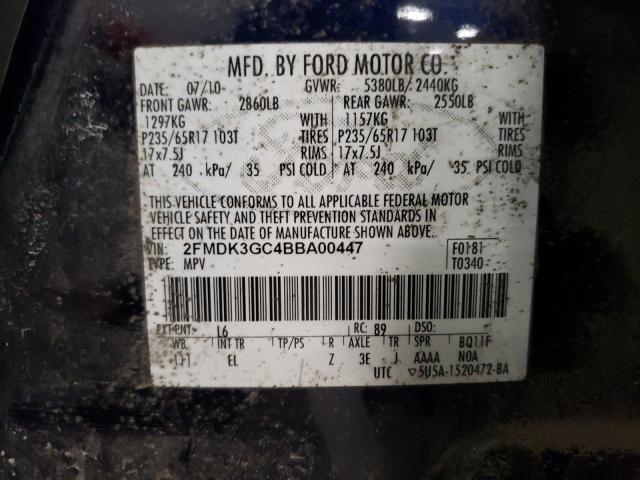 MFD. BY FORD MOTOR CO.
DATE: 07/10 GVWR: 5380LB/ 2440KG
FRONT GAWR: 2860LB REAR GAWR: 2550LB
1297KG 1157KG
P235/65R17 103T TIRES P235/65R17 103T TIRES
17x7.5J RIMS 17x7.5J RIMS
AT 240 kPa/ 35 PSI COLD AT 240 kPa/ 35 PSI COLD
THIS VEHICLE CONFORMS TO ALL APPLICABLE FEDERAL MOTOR
VEHICLE SAFETY AND THEFT PREVENTION STANDARDS IN
EFFECT ON THE DATE OF MANUFACTURE SHOWN ABOVE.
VIN: 2FMDK3GC4BBA00447 F0181
TYPE: MPV T0340
EXT PNT: L6 RC: 89 DSO:
WB INT TR TP/PS R AXLE TR SPR BQ11F
EL Z 3E J AAAA NOA
UTC ▽5U5A-1520472-BA